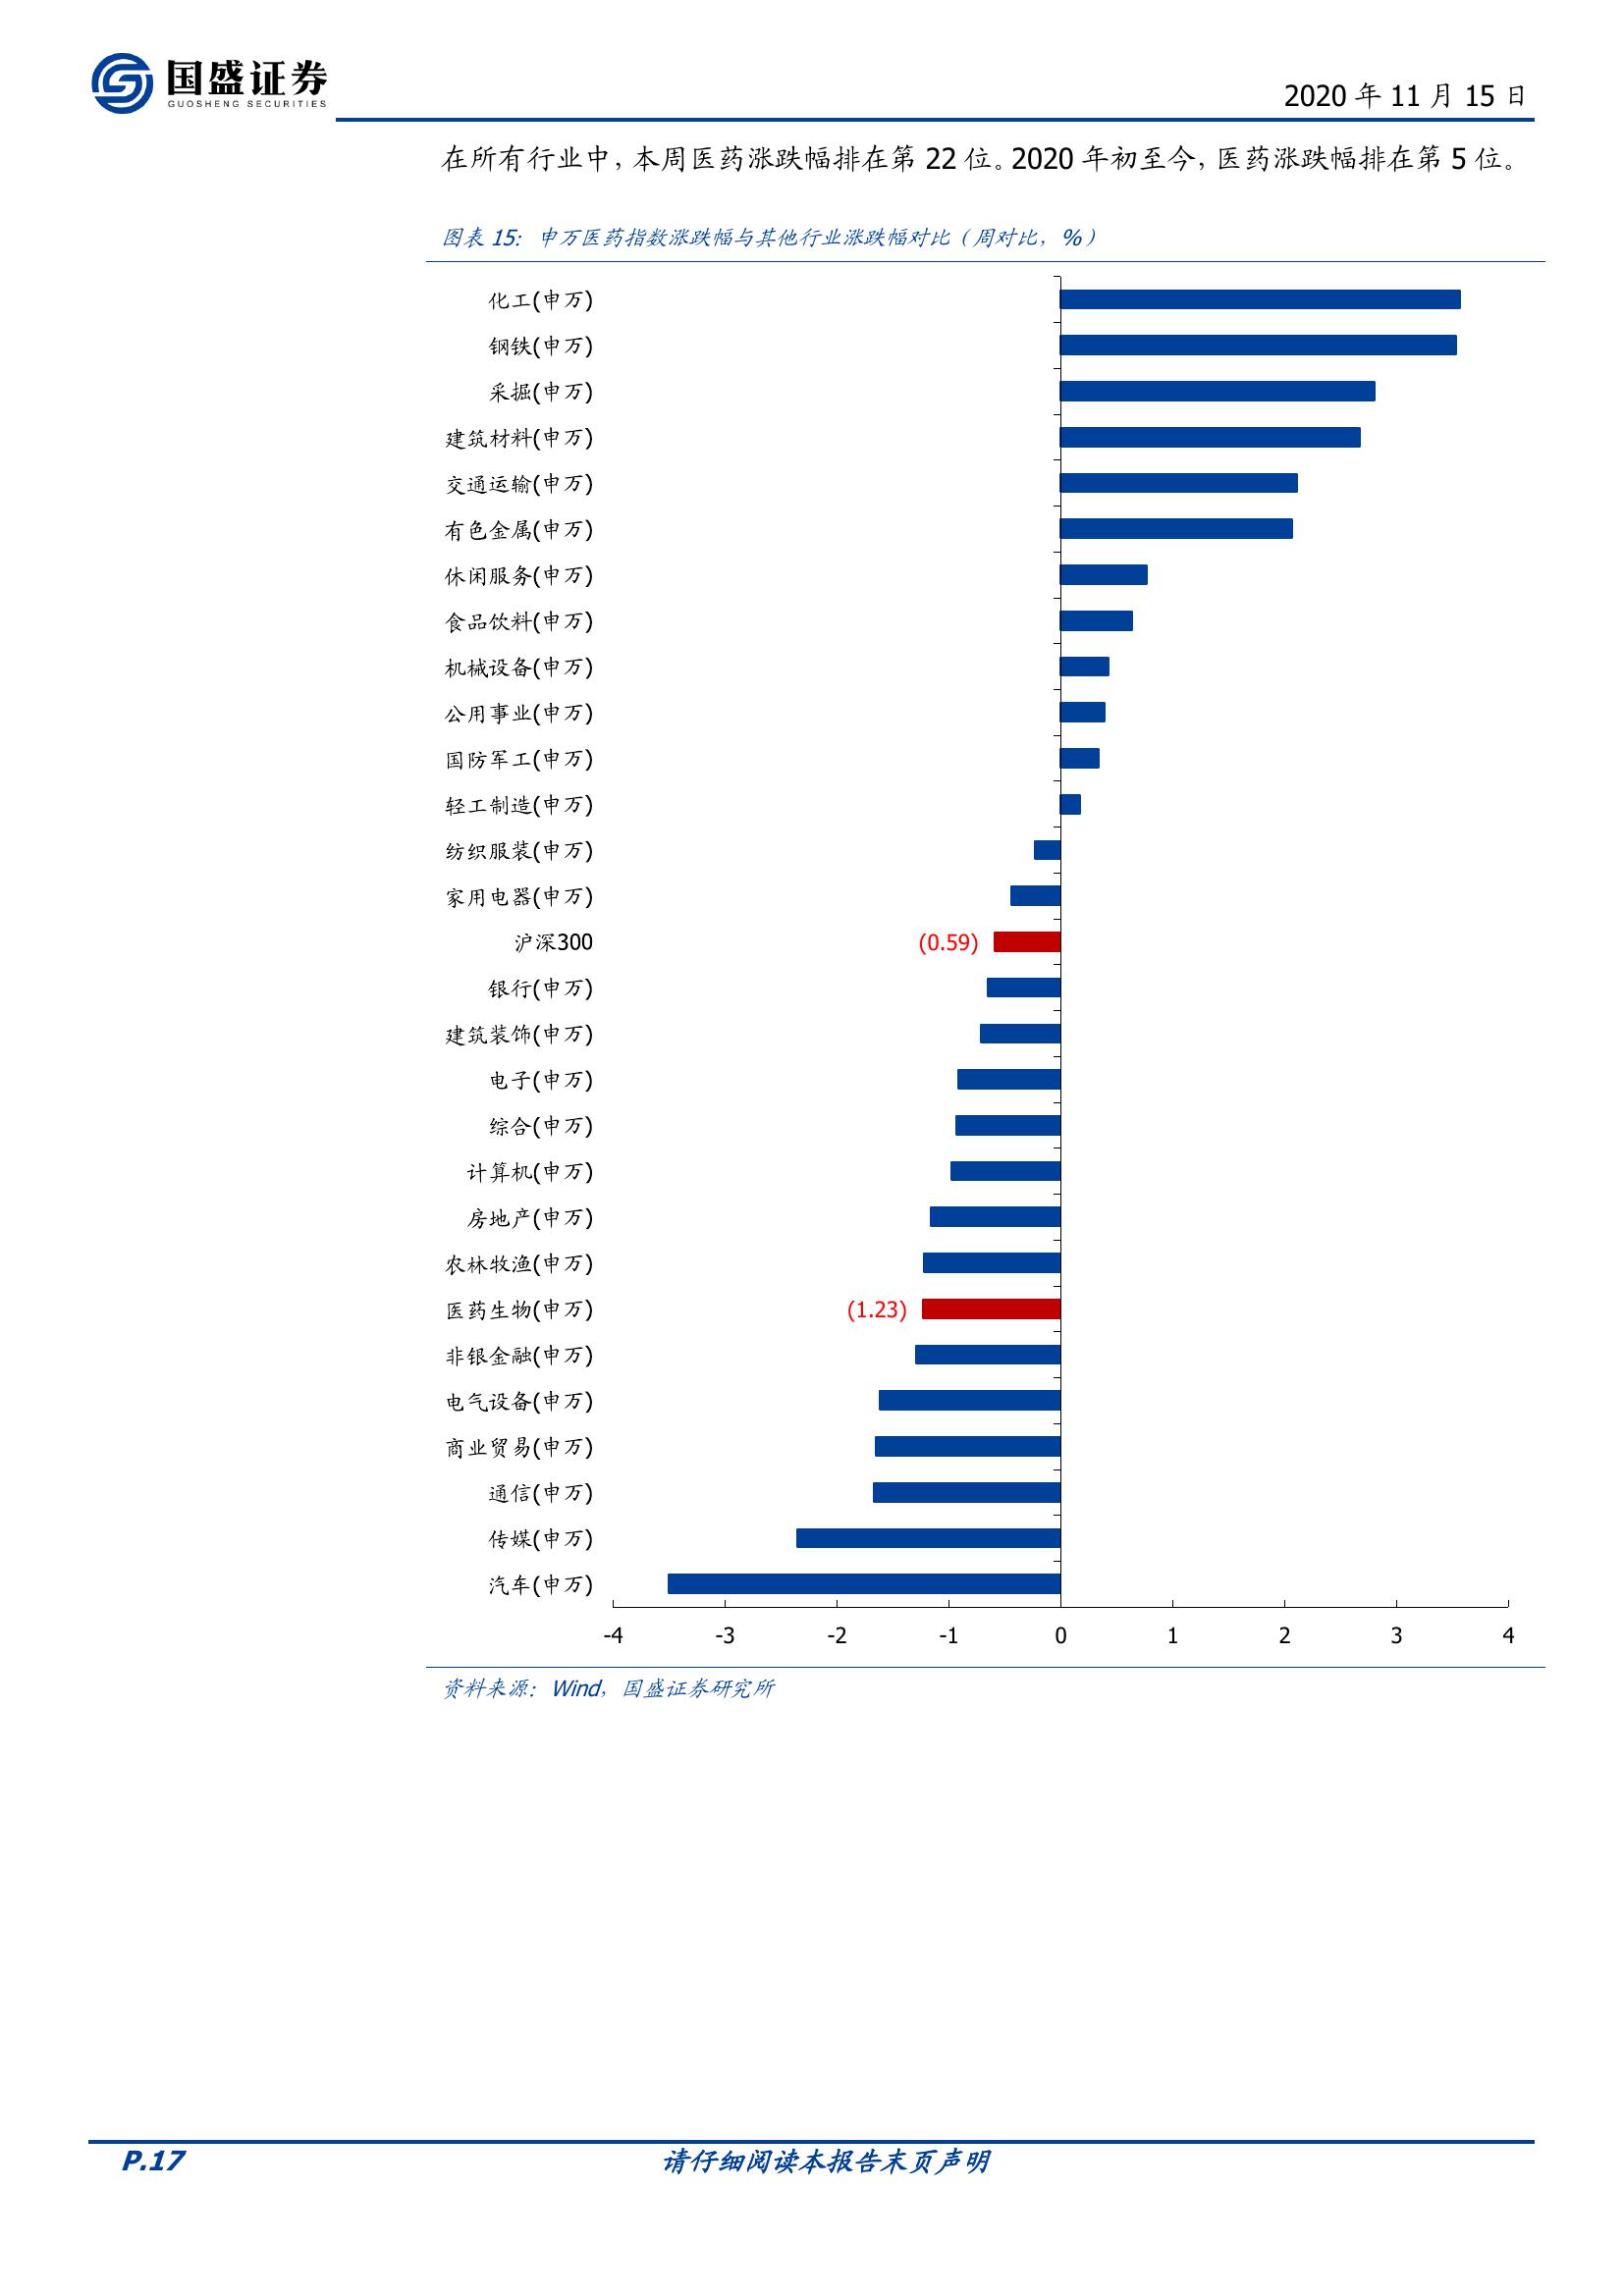 国盛证券
GUOSHENG SECURITIES
2020 年 11 月 15 日
在所有行业中，本周医药涨跌幅排在第 22 位。2020 年初至今，医药涨跌幅排在第 5 位。
图表 15：申万医药指数涨跌幅与其他行业涨跌幅对比（周对比，%）
化工(申万)
钢铁(申万)
采掘(申万)
建筑材料(申万)
交通运输(申万)
有色金属(申万)
休闲服务(申万)
食品饮料(申万)
机械设备(申万)
公用事业(申万)
国防军工(申万)
轻工制造(申万)
纺织服装(申万)
家用电器(申万)
沪深300 (0.59)
银行(申万)
建筑装饰(申万)
电子(申万)
综合(申万)
计算机(申万)
房地产(申万)
农林牧渔(申万)
医药生物(申万) (1.23)
非银金融(申万)
电气设备(申万)
商业贸易(申万)
通信(申万)
传媒(申万)
汽车(申万)
-4 -3 -2 -1 0 1 2 3 4
资料来源：Wind，国盛证券研究所
P.17 请仔细阅读本报告末页声明